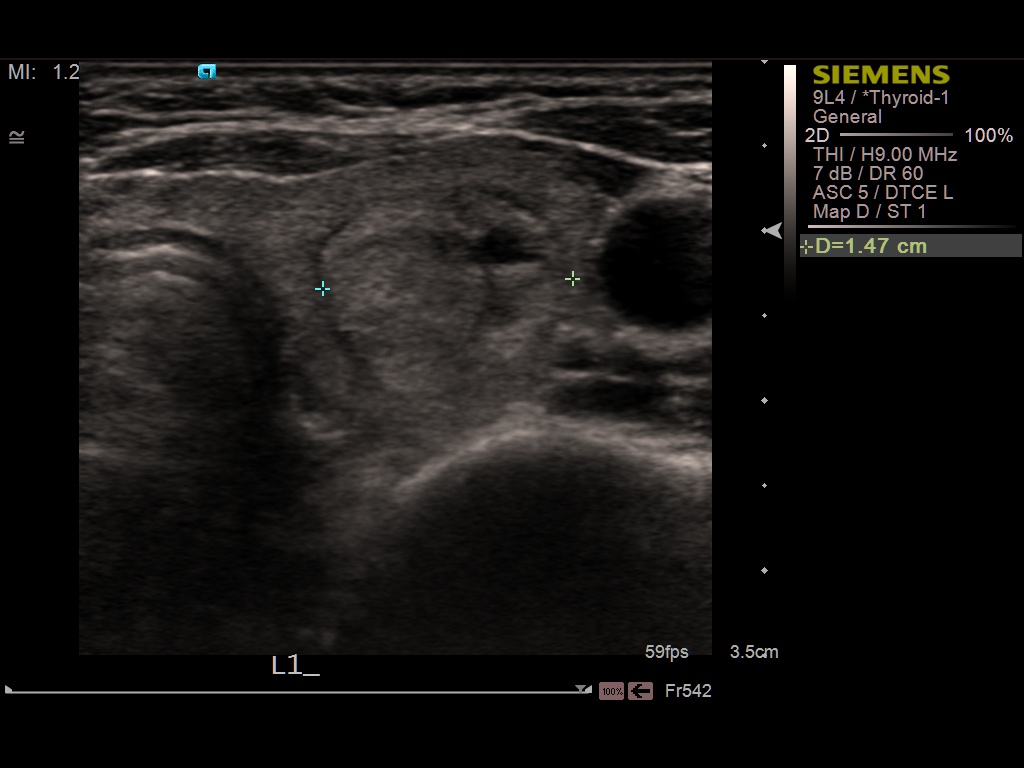 MI: 1.2
SIEMENS
9L4 / *Thyroid-1
General
2D 100%
THI / H9.00 MHz
7 dB / DR 60
ASC 5 / DTCE L
Map D / ST 1
D=1.47 cm
59fps 3.5cm
L1_
100% Fr542